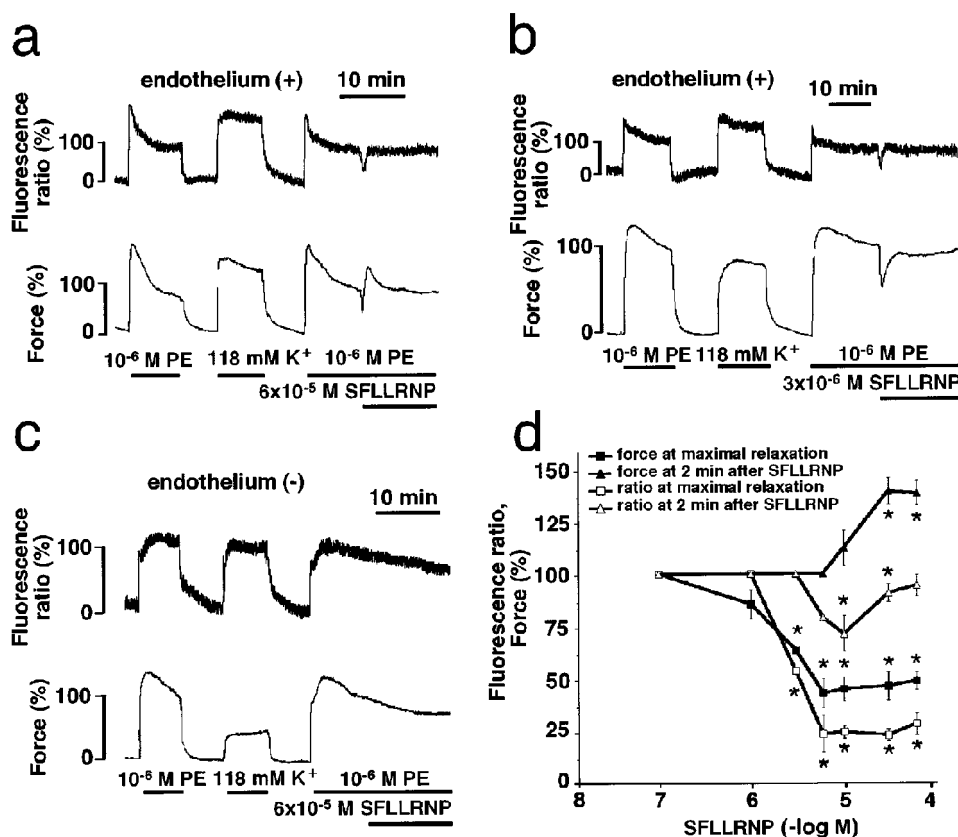 a
endothelium (+)
10 min
Fluorescence
ratio (%)
100
0
Force (%)
100
0
10⁻⁶ M PE
118 mM K⁺
10⁻⁶ M PE
6x10⁻⁵ M SFLLRNP
b
endothelium (+)
10 min
Fluorescence
ratio (%)
100
0
Force (%)
100
0
10⁻⁶ M PE
118 mM K⁺
10⁻⁶ M PE
3x10⁻⁶ M SFLLRNP
c
endothelium (-)
10 min
Fluorescence
ratio (%)
100
0
Force (%)
100
0
10⁻⁶ M PE
118 mM K⁺
10⁻⁶ M PE
6x10⁻⁵ M SFLLRNP
d
force at maximal relaxation
force at 2 min after SFLLRNP
ratio at maximal relaxation
ratio at 2 min after SFLLRNP
Fluorescence ratio,
Force (%)
150
125
100
75
50
25
0
* * * * * * * * * * * * *
8 7 6 5 4
SFLLRNP (-log M)